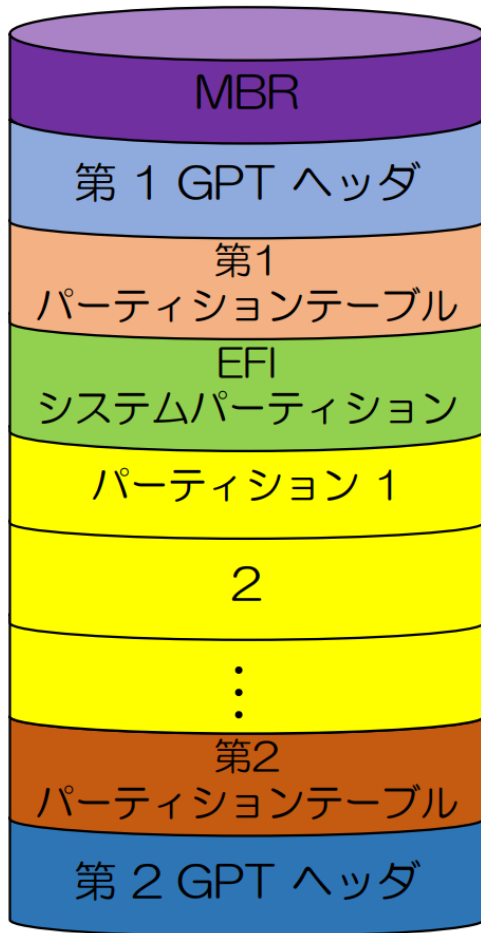 MBR
第 1 GPT ヘッダ
第1
パーティションテーブル
EFI
システムパーティション
パーティション 1
2
⋮
第2
パーティションテーブル
第 2 GPT ヘッダ